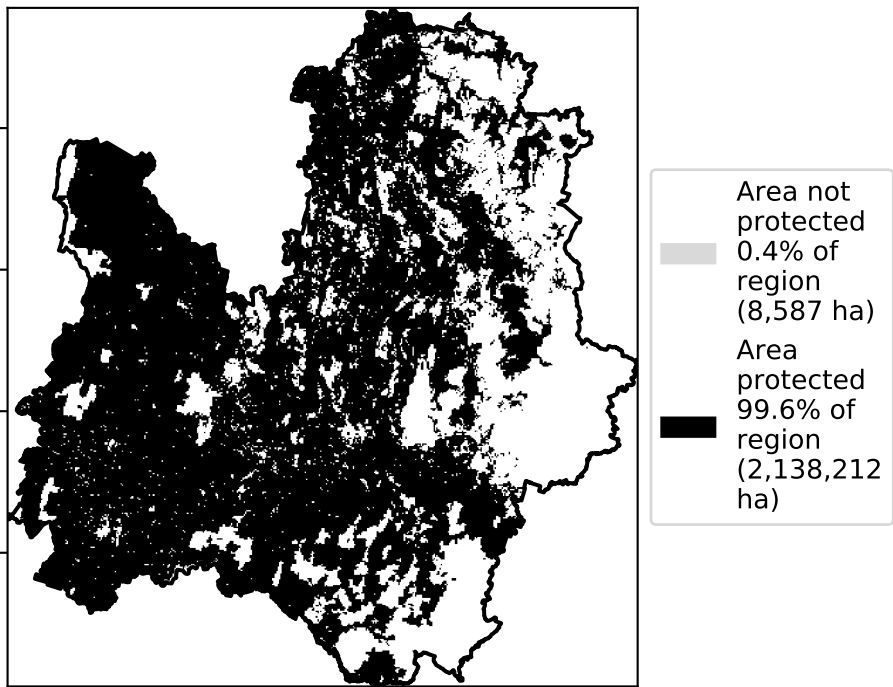 Area not
protected
0.4% of
region
(8,587 ha)
Area
protected
99.6% of
region
(2,138,212
ha)